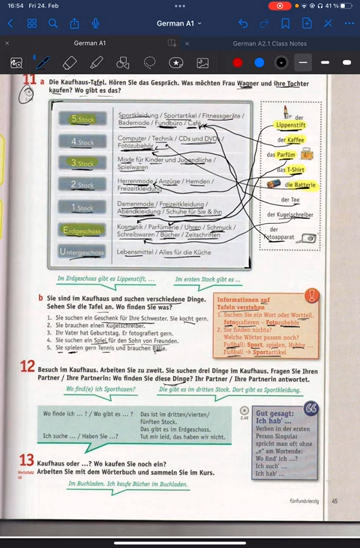 16:54 Fri 24. Feb
41 %
German A1
German A1
German A2.1 Class Notes
11 a Die Kaufhaus-Tafel. Hören Sie das Gespräch. Was möchten Frau Wagner und ihre Tochter
kaufen? Wo gibt es das?
5. Stock
Sportkleidung / Sportartikel / Fitnessgeräte /
Bademode / Fundbüro / Café
4. Stock
Computer / Technik / CDs und DVDs /
Fotozubehör
3. Stock
Mode für Kinder und Jugendliche /
Spielwaren
2. Stock
Herrenmode / Anzüge / Hemden /
Freizeitkleidung
1. Stock
Damenmode / Freizeitkleidung /
Abendkleidung / Schuhe für Sie & Ihn
Erdgeschoss
Kosmetik / Parfümerie / Uhren / Schmuck /
Schreibwaren / Bücher / Zeitschriften
Untergeschoss
Lebensmittel / Alles für die Küche
der
Lippenstift
der Kaffee
das Parfüm
das T-Shirt
die Batterie
der Tee
der Kugelschreiber
der
Fotoapparat
Im Erdgeschoss gibt es Lippenstift, ...
Im ersten Stock gibt es ...
b Sie sind im Kaufhaus und suchen verschiedene Dinge.
Sehen Sie die Tafel an. Wo finden Sie was?
1. Sie suchen ein Geschenk für Ihre Schwester. Sie kocht gern.
2. Sie brauchen einen Kugelschreiber.
3. Ihr Vater hat Geburtstag. Er fotografiert gern.
4. Sie suchen ein Spiel für den Sohn von Freunden.
5. Sie spielen gern Tennis und brauchen Bälle.
Informationen auf
Tafeln verstehen
1. Suchen Sie ein Wort oder Wortteil.
fotografieren – Fotozubehör
2. Sie finden nichts?
Welche Wörter passen noch?
Fußball: Sport, spielen, Hobby
Fußball → Sportartikel
12 Besuch im Kaufhaus. Arbeiten Sie zu zweit. Sie suchen drei Dinge im Kaufhaus. Fragen Sie Ihren
Partner / Ihre Partnerin: Wo finden Sie diese Dinge? Ihr Partner / Ihre Partnerin antwortet.
Wo find(e) ich Sporthosen?
Die gibt es im dritten Stock. Dort gibt es Sportkleidung.
Wo finde ich ... ? / Wo gibt es ... ?
Das ist im dritten/vierten/
fünften Stock.
Das gibt es im Erdgeschoss.
Ich suche ... / Haben Sie ... ?
Tut mir leid, das haben wir nicht.
Gut gesagt:
Ich hab' ...
Verben in der ersten
Person Singular
spricht man oft ohne
„e" am Wortende:
Wo find' ich ... ?
Ich such' ...
Ich hab' ...
13 Kaufhaus oder ... ? Wo kaufen Sie noch ein?
Arbeiten Sie mit dem Wörterbuch und sammeln Sie im Kurs.
Im Buchladen. Ich kaufe Bücher im Buchladen.
fünfundvierzig 45